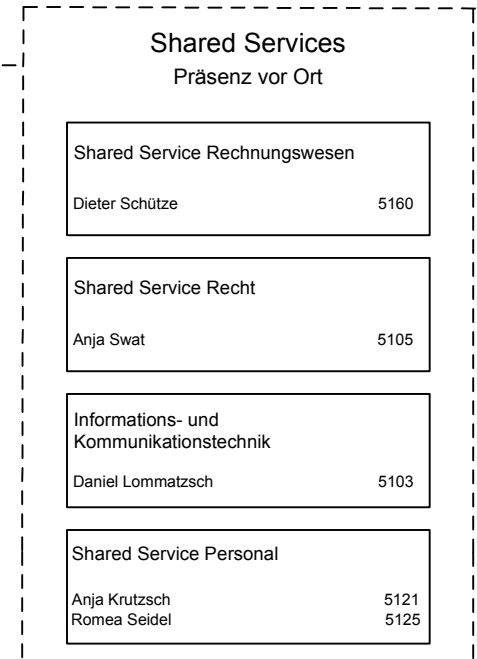 Shared Services
Präsenz vor Ort
Shared Service Rechnungswesen
Dieter Schütze 5160
Shared Service Recht
Anja Swat 5105
Informations- und
Kommunikationstechnik
Daniel Lommatzsch 5103
Shared Service Personal
Anja Krutzsch 5121
Romea Seidel 5125